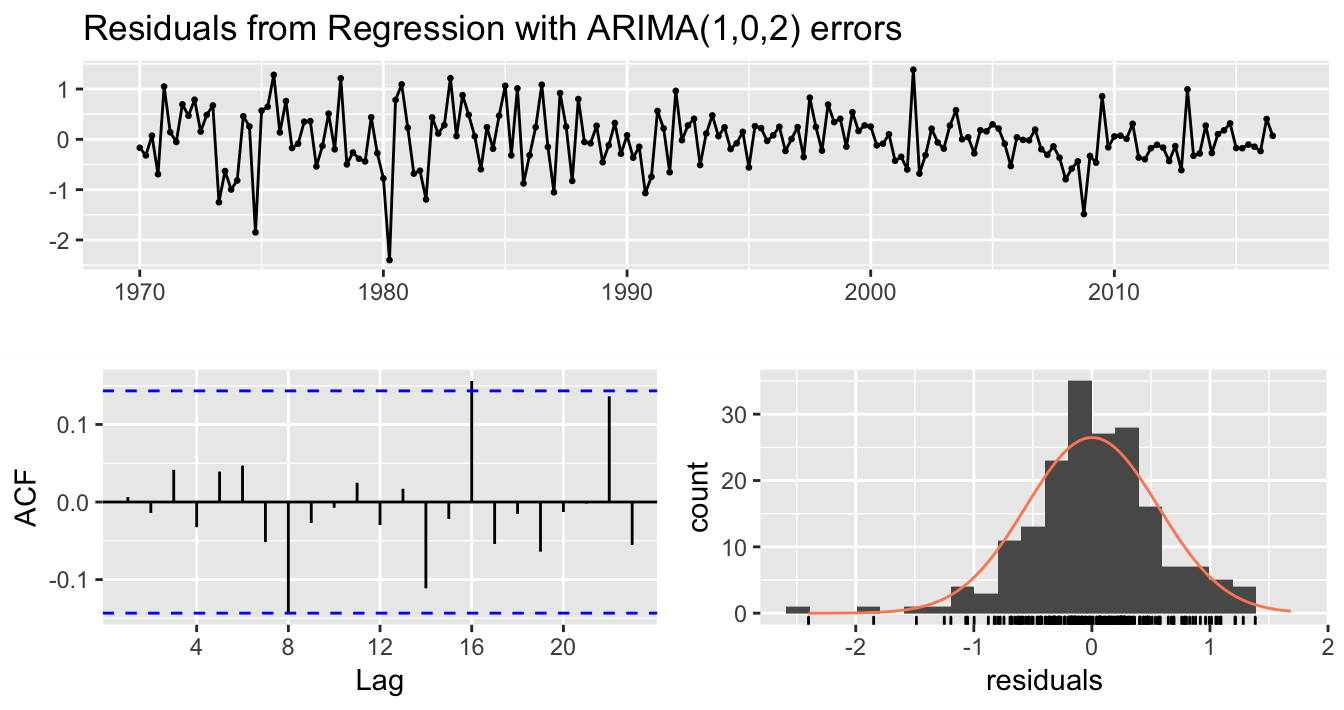 Residuals from Regression with ARIMA(1,0,2) errors
1
0
-1
-2
1970 1980 1990 2000 2010
ACF
0.1
0.0
-0.1
4 8 12 16 20
Lag
count
30
20
10
0
-2 -1 0 1 2
residuals